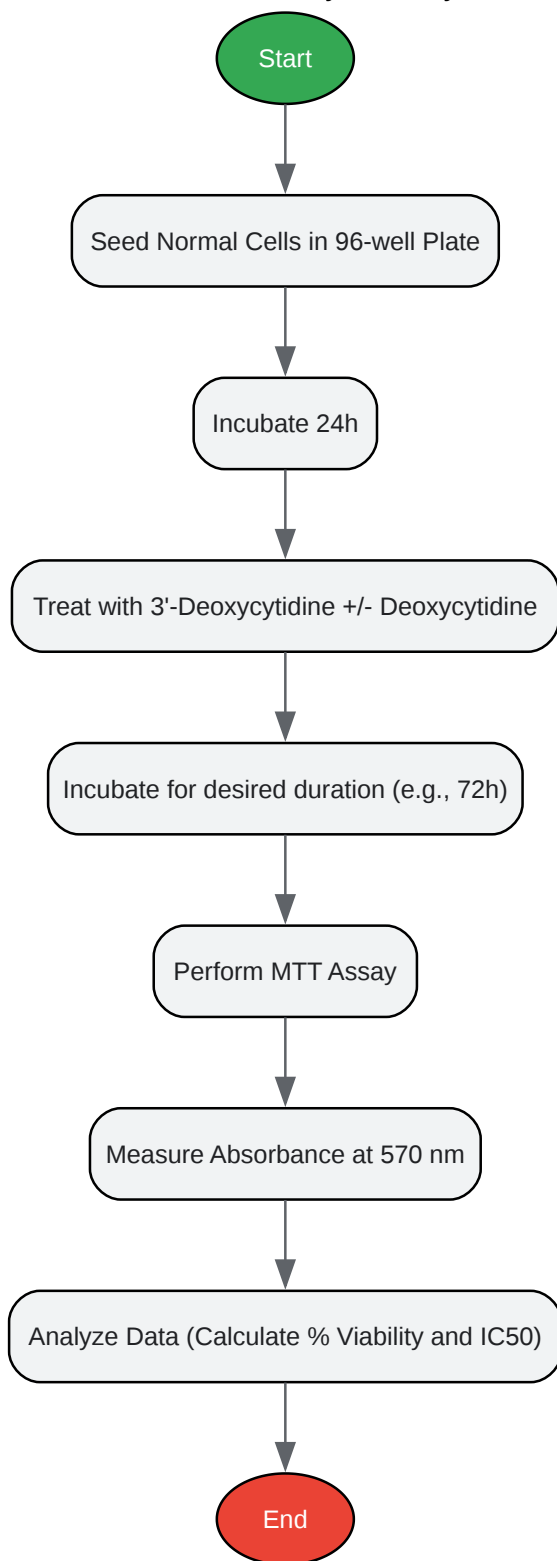 Start
Seed Normal Cells in 96-well Plate
Incubate 24h
Treat with 3'-Deoxycytidine +/- Deoxycytidine
Incubate for desired duration (e.g., 72h)
Perform MTT Assay
Measure Absorbance at 570 nm
Analyze Data (Calculate % Viability and IC50)
End